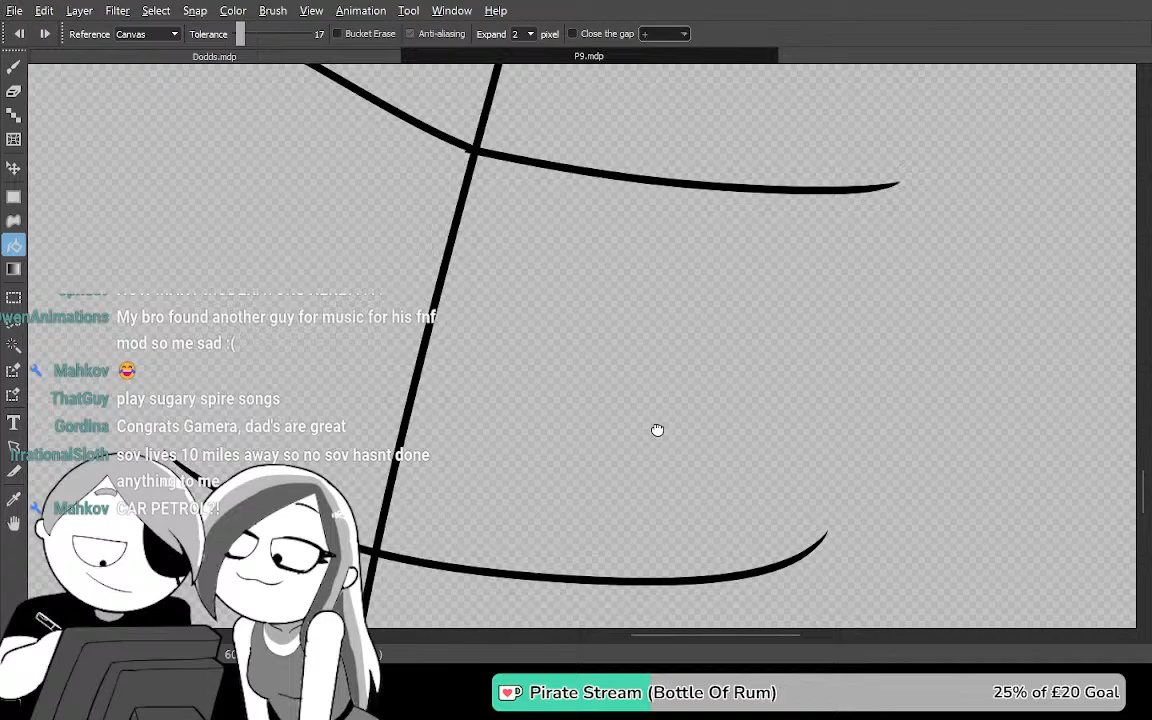 File Edit Layer Filter Select Snap Color Brush View Animation Tool Window Help
Reference Canvas Tolerance 17 Bucket Erase Anti-aliasing Expand 2 pixel Close the gap +
Dodds.mdp P9.mdp
wenAnimations My bro found another guy for music for his fnf
mod so me sad :(
Mahkov 😂
ThatGuy play sugary spire songs
Gordina Congrats Gamera, dad's are great
IrrationalSloth sov lives 10 miles away so no sov hasnt done
anything to me
Mahkov CAR PETROL?!
Pirate Stream (Bottle Of Rum) 25% of £20 Goal